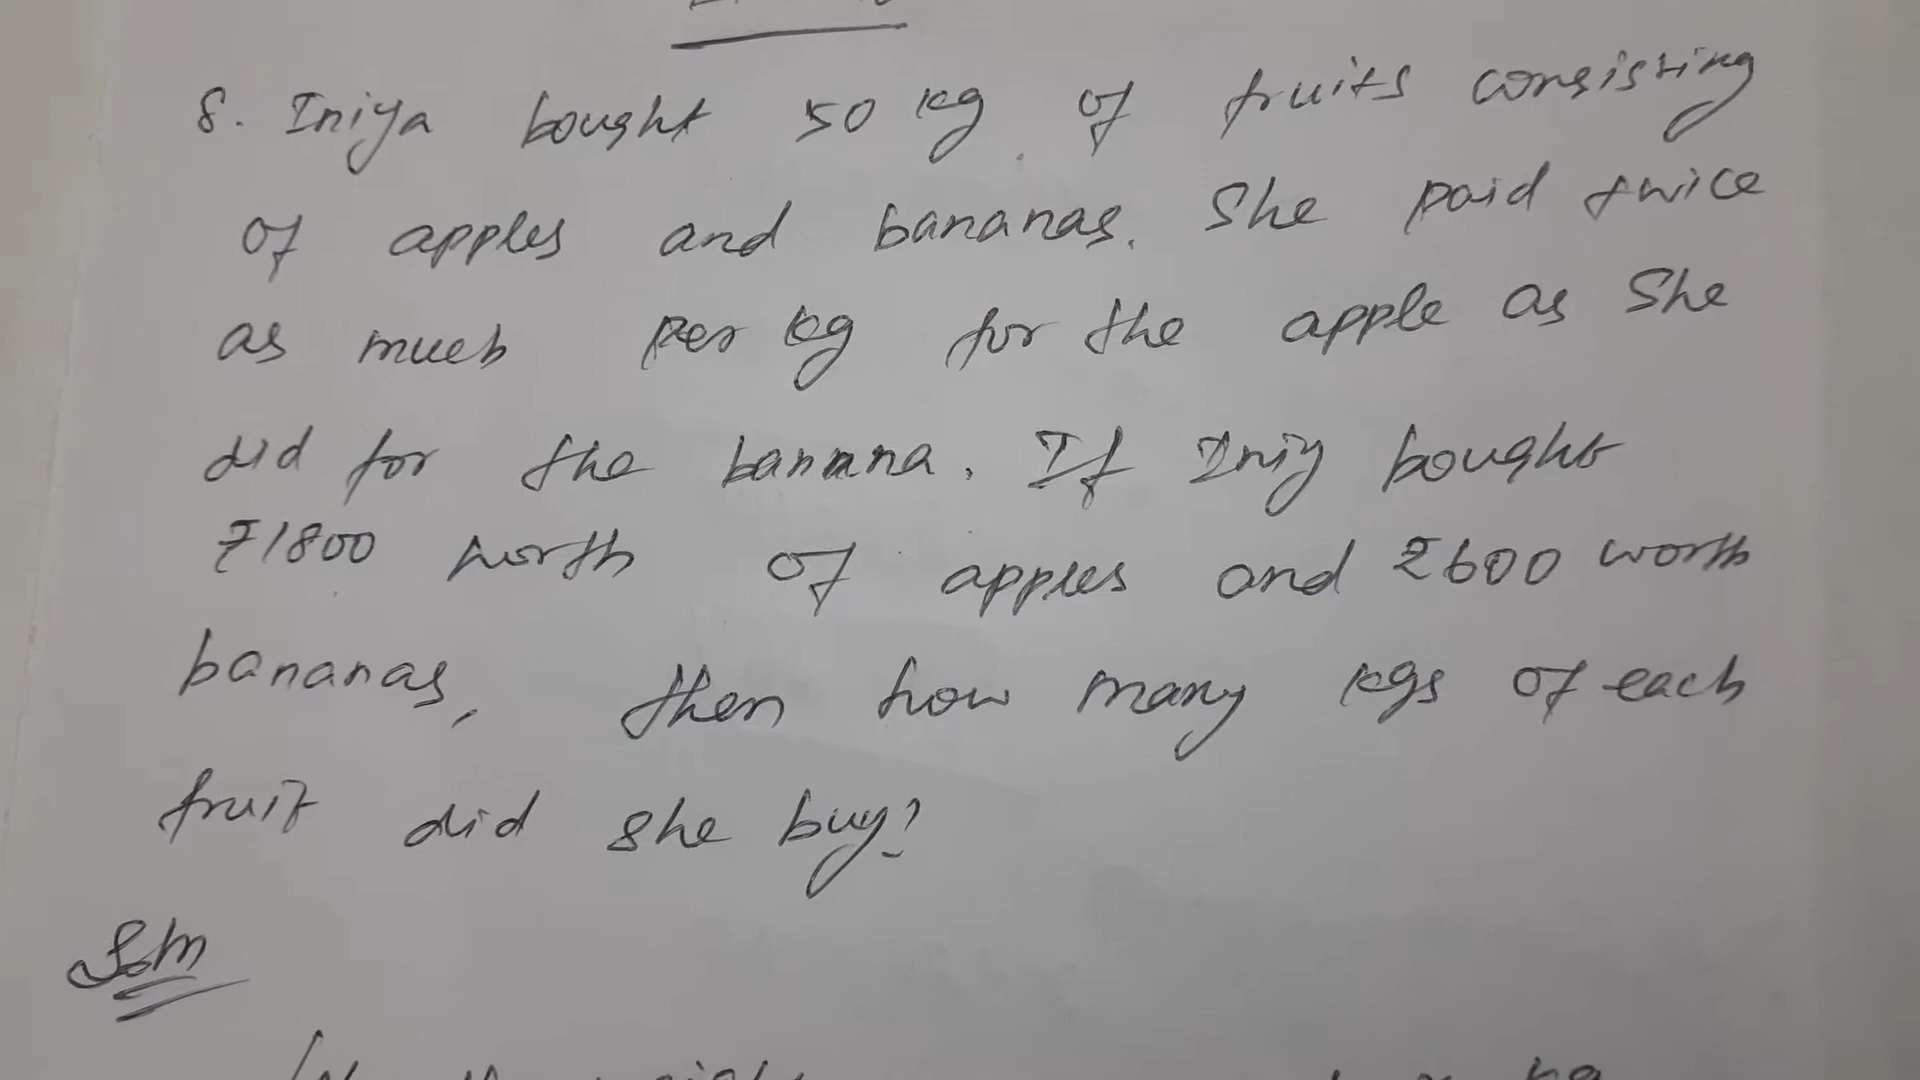 8. Iniya bought 50 kg of fruits consisting
of apples and bananas. She paid twice
as much per kg for the apple as she
did for the banana. If Iniy bought
₹1800 worth of apples and ₹600 worth
bananas, then how many kgs of each
fruit did she buy?
Soln